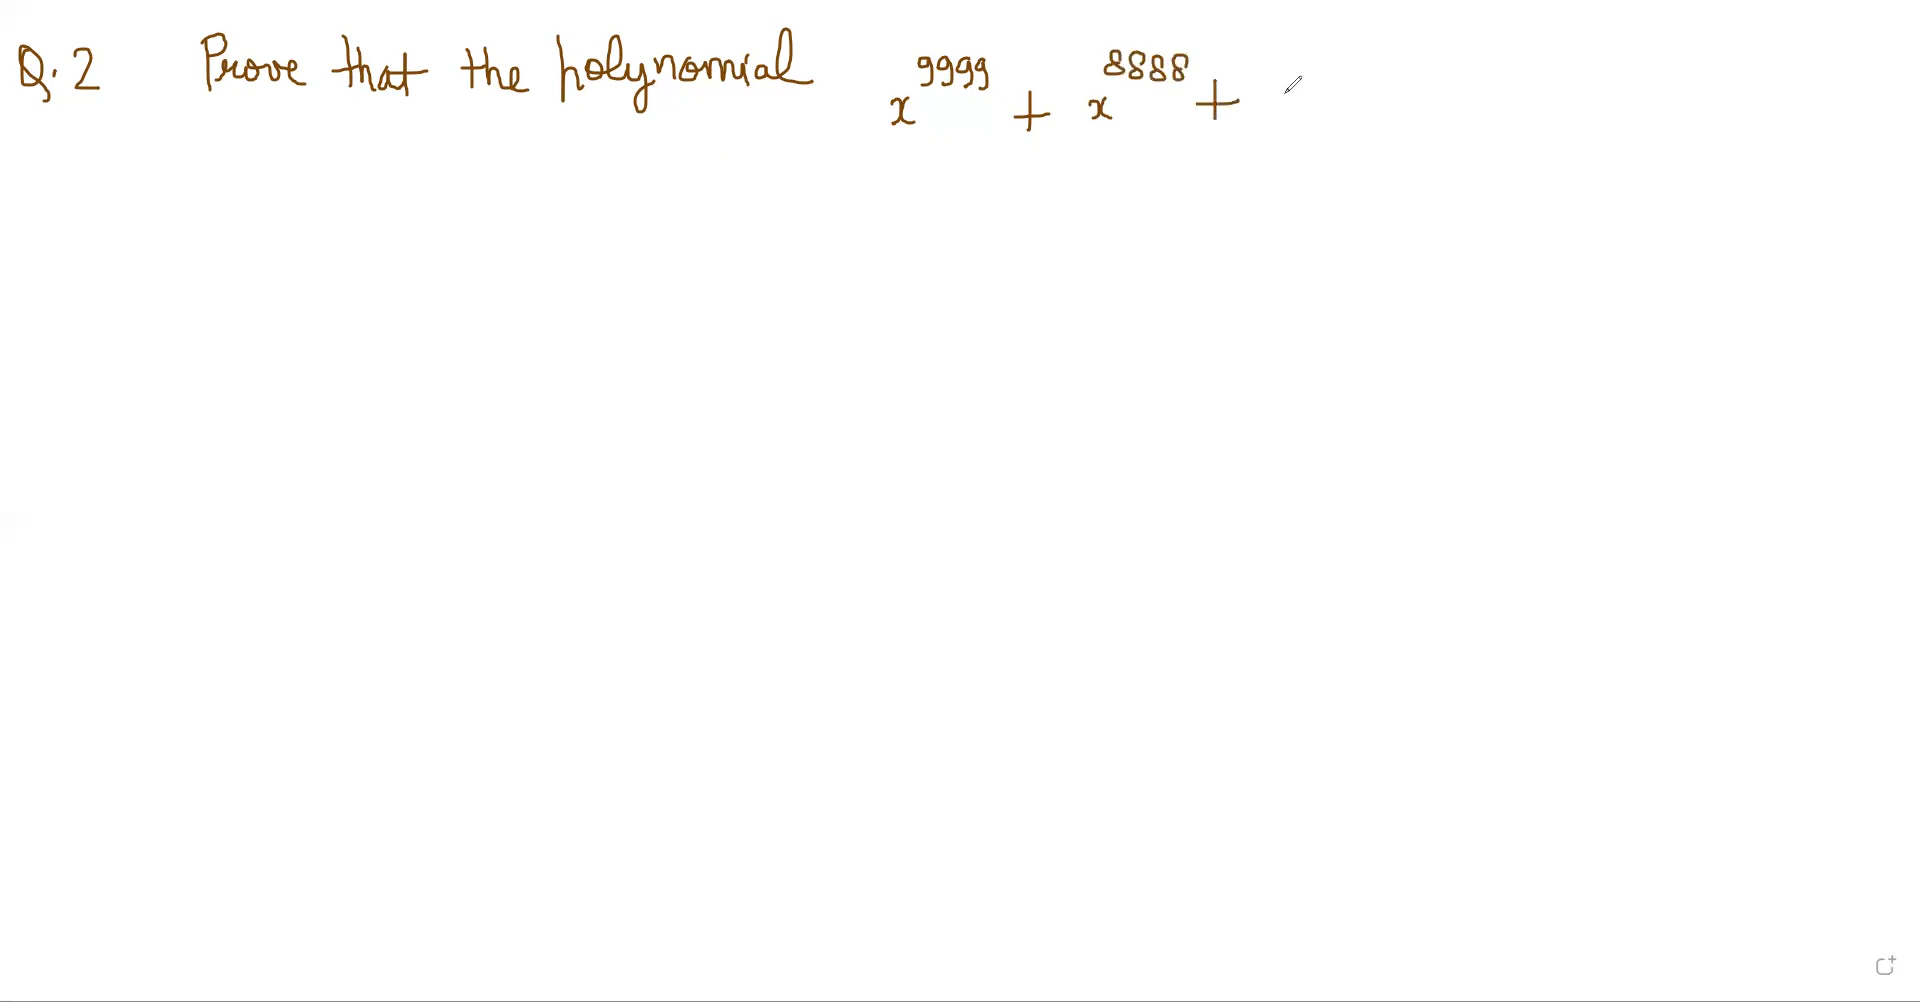 Q.2 Prove that the polynomial x^9999 + x^8888 +